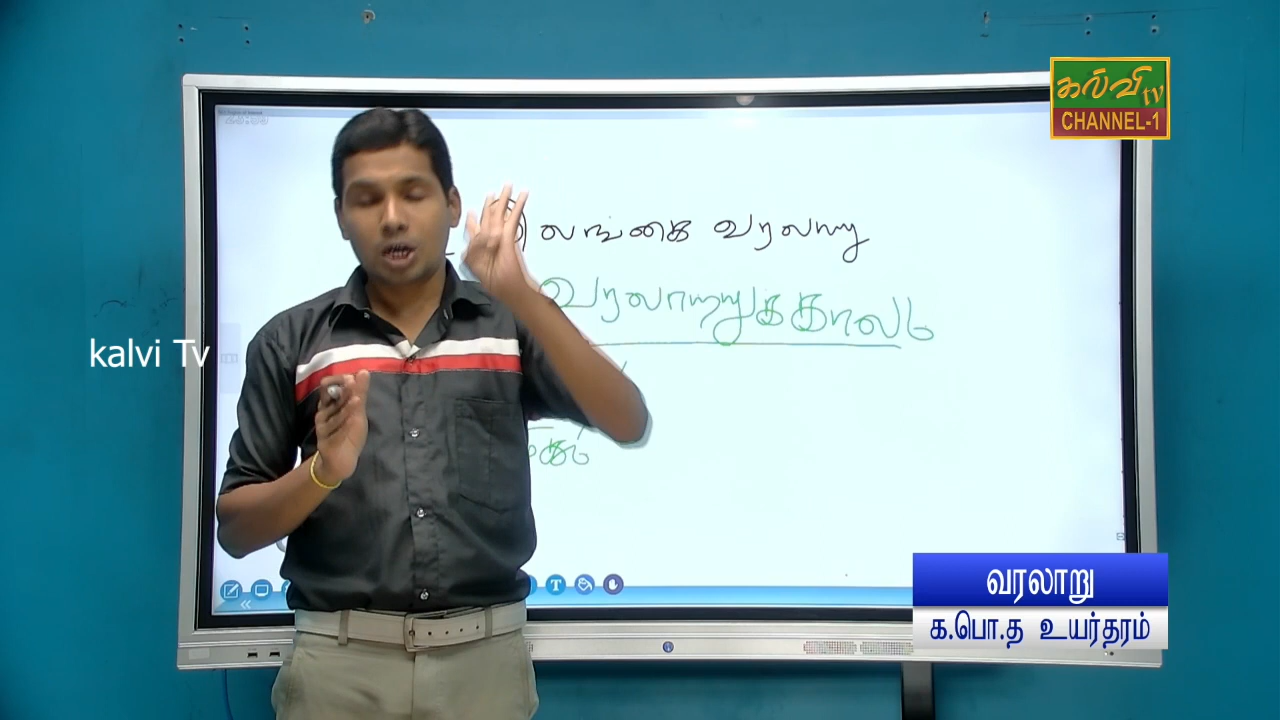 கல்வி tv
CHANNEL-1
இலங்கை வரலாறு
வரலாற்றுக்காலம்
kalvi Tv
வரலாறு
க.பொ.த உயர்தரம்